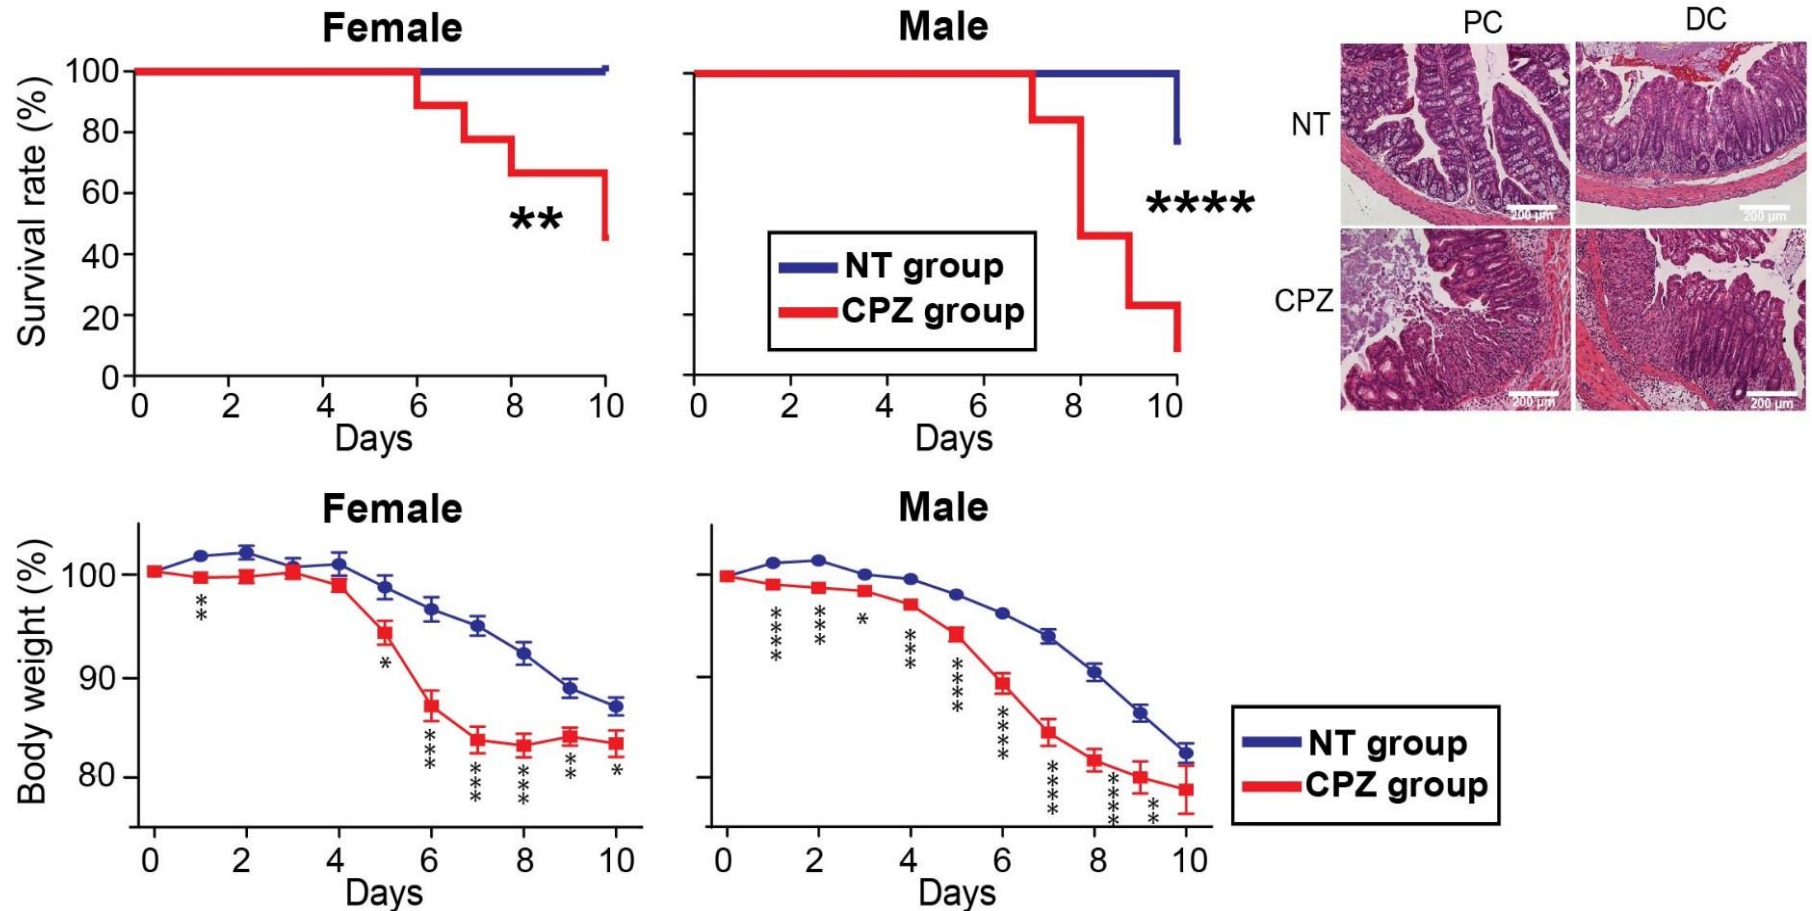 Female
Male
PC
DC
Survival rate (%)
100
80
60
40
20
0
**
****
NT group
CPZ group
NT
CPZ
200 µm
200 µm
200 µm
200 µm
0 2 4 6 8 10
0 2 4 6 8 10
Days
Days
Female
Male
Body weight (%)
100
90
80
**
*
***
***
***
**
*
****
***
*
***
****
****
****
****
**
NT group
CPZ group
0 2 4 6 8 10
0 2 4 6 8 10
Days
Days